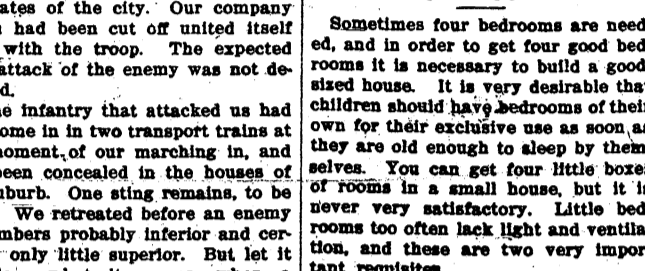 ates of the city. Our company
had been cut off united itself
with the troop. The expected
attack of the enemy was not de-
d.
e infantry that attacked us had
ome in in two transport trains at
moment of our marching in, and
been concealed in the houses of
uburb. One sting remains, to be
We retreated before an enemy
mbers probably inferior and cer-
only little superior. But let it
Sometimes four bedrooms are need
ed, and in order to get four good bed
rooms it is necessary to build a good
sized house. It is very desirable tha
children should have bedrooms of thei
own for their exclusive use as soon a
they are old enough to sleep by them
selves. You can get four little boxe
of rooms in a small house, but it i
never very satisfactory. Little bed
rooms too often lack light and ventila
tion, and these are two very impor
tant requisites